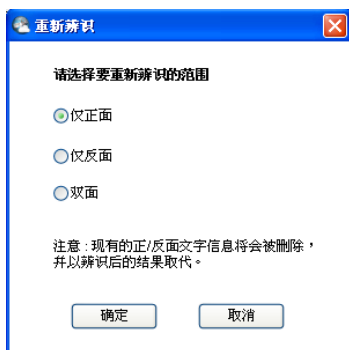 重新辨识
请选择要重新辨识的范围
仅正面
仅反面
双面
注意：现有的正/反面文字信息将会被删除，
并以辨识后的结果取代。
确定
取消